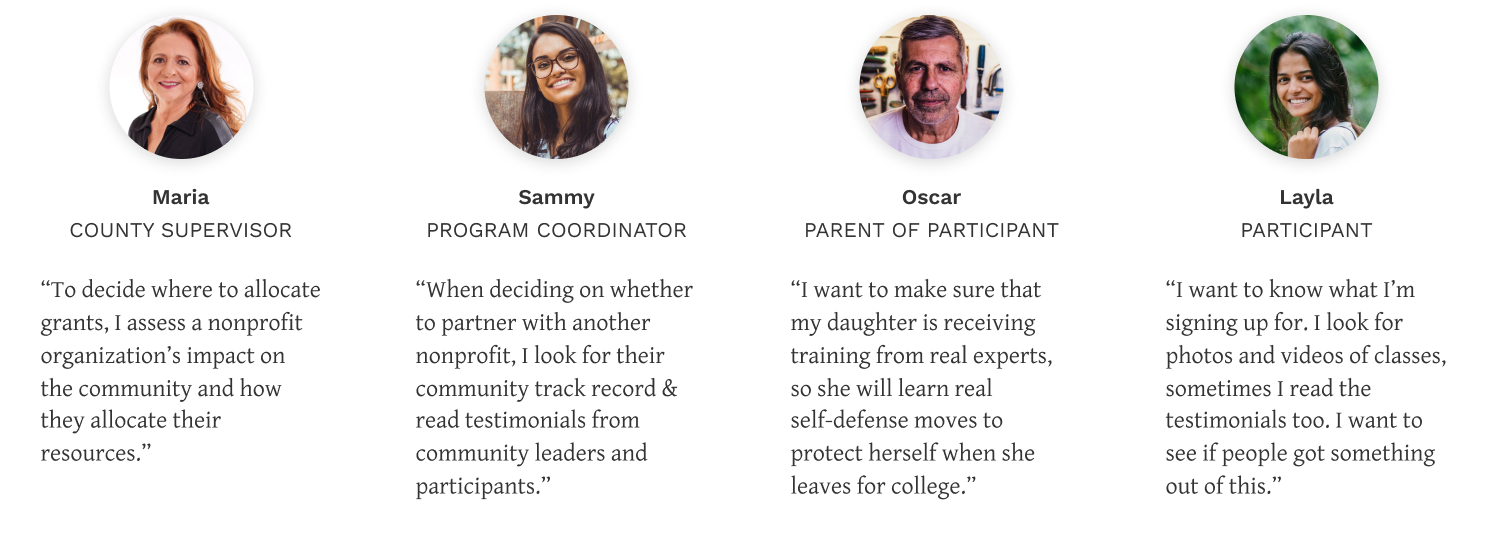 Maria
COUNTY SUPERVISOR
“To decide where to allocate
grants, I assess a nonprofit
organization’s impact on
the community and how
they allocate their
resources.”
Sammy
PROGRAM COORDINATOR
“When deciding on whether
to partner with another
nonprofit, I look for their
community track record &
read testimonials from
community leaders and
participants.”
Oscar
PARENT OF PARTICIPANT
“I want to make sure that
my daughter is receiving
training from real experts,
so she will learn real
self-defense moves to
protect herself when she
leaves for college.”
Layla
PARTICIPANT
“I want to know what I’m
signing up for. I look for
photos and videos of classes,
sometimes I read the
testimonials too. I want to
see if people got something
out of this.”